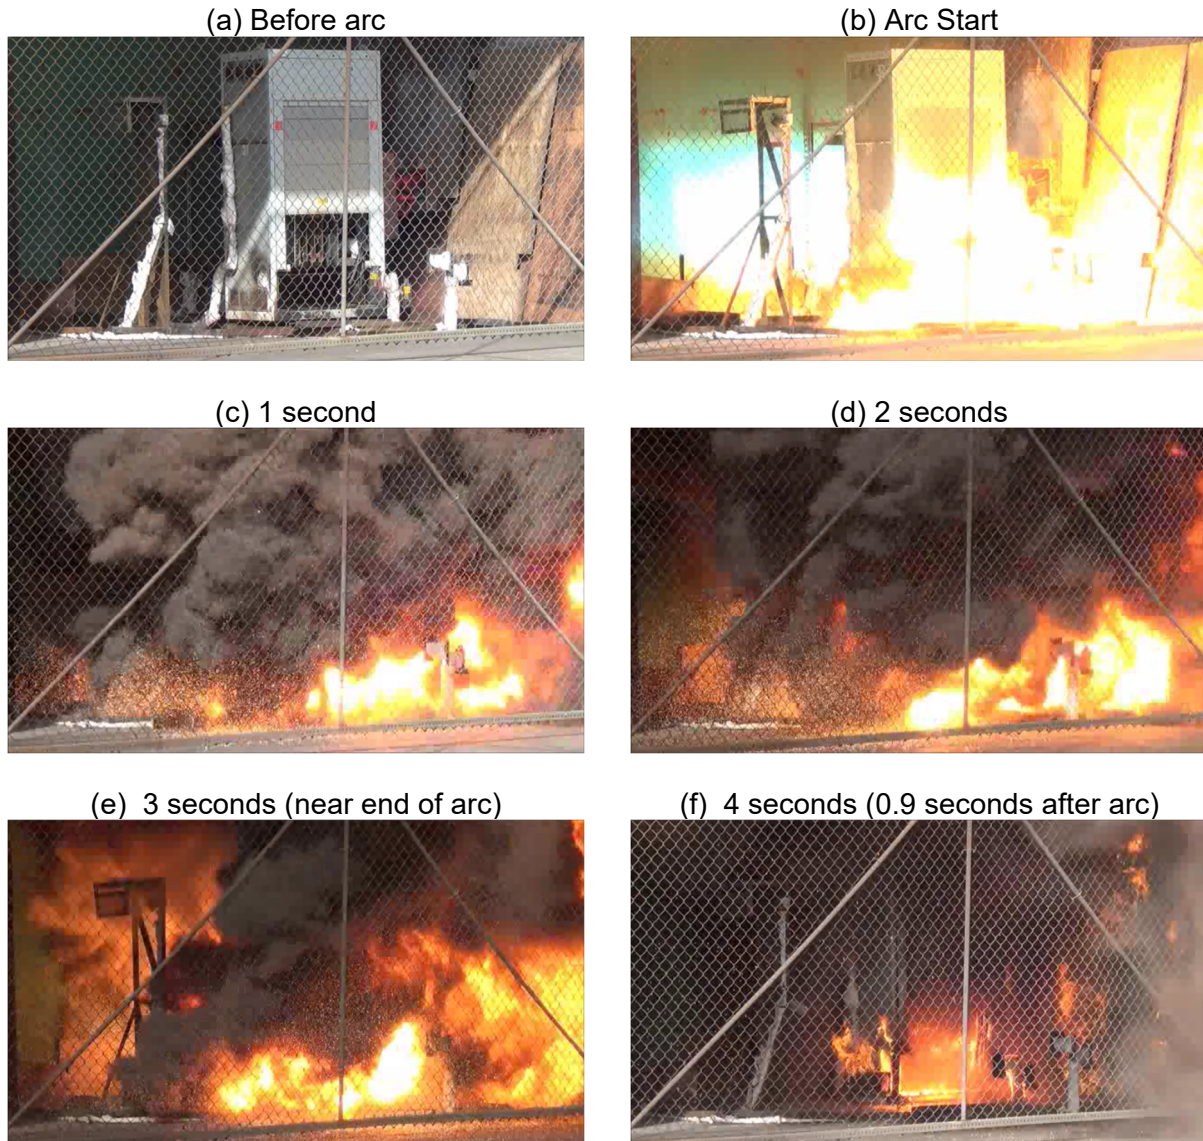 (a) Before arc
(b) Arc Start
(c) 1 second
(d) 2 seconds
(e) 3 seconds (near end of arc)
(f) 4 seconds (0.9 seconds after arc)